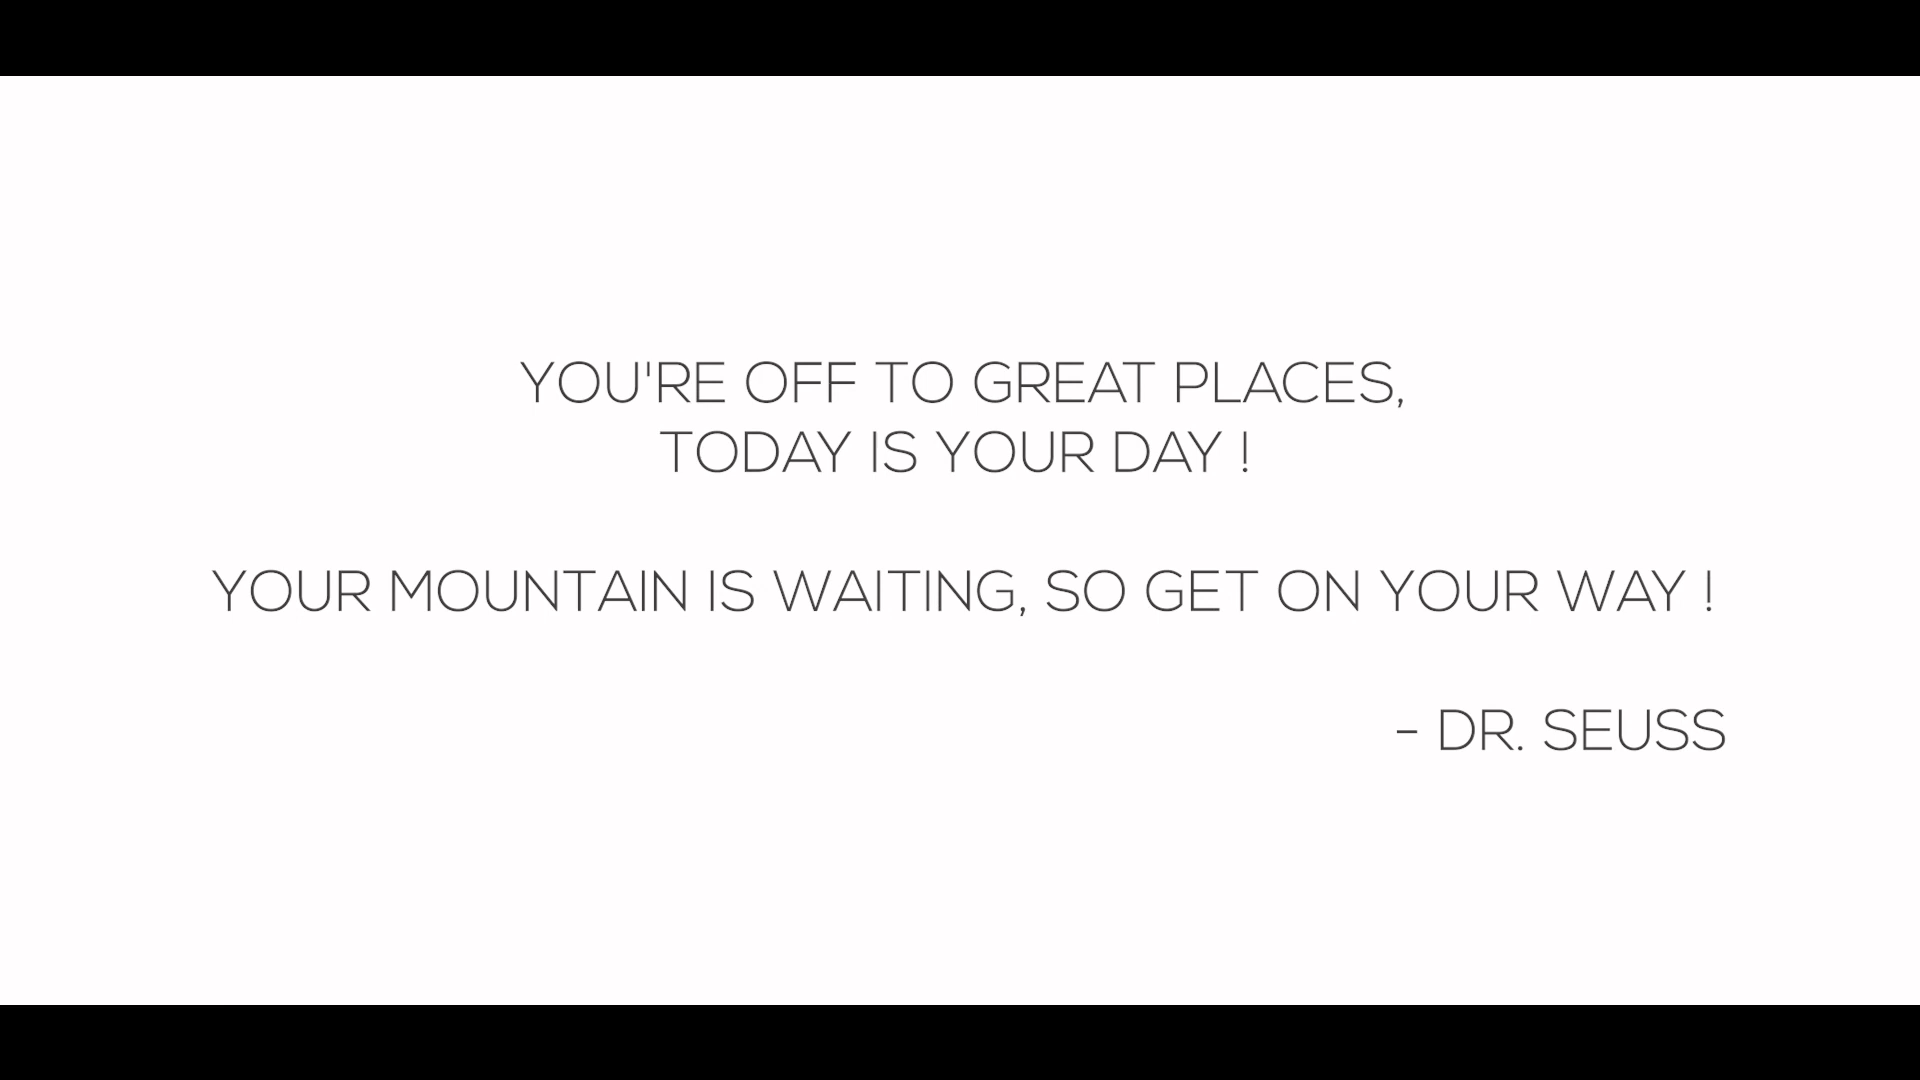 YOU'RE OFF TO GREAT PLACES,
TODAY IS YOUR DAY !
YOUR MOUNTAIN IS WAITING, SO GET ON YOUR WAY !
- DR. SEUSS